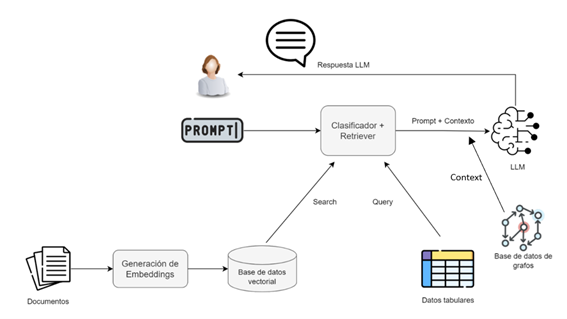 Respuesta LLM
PROMPT
Clasificador +
Retriever
Prompt + Contexto
LLM
Context
Search
Query
Generación de
Embeddings
Base de datos
vectorial
Documentos
Datos tabulares
Base de datos de
grafos